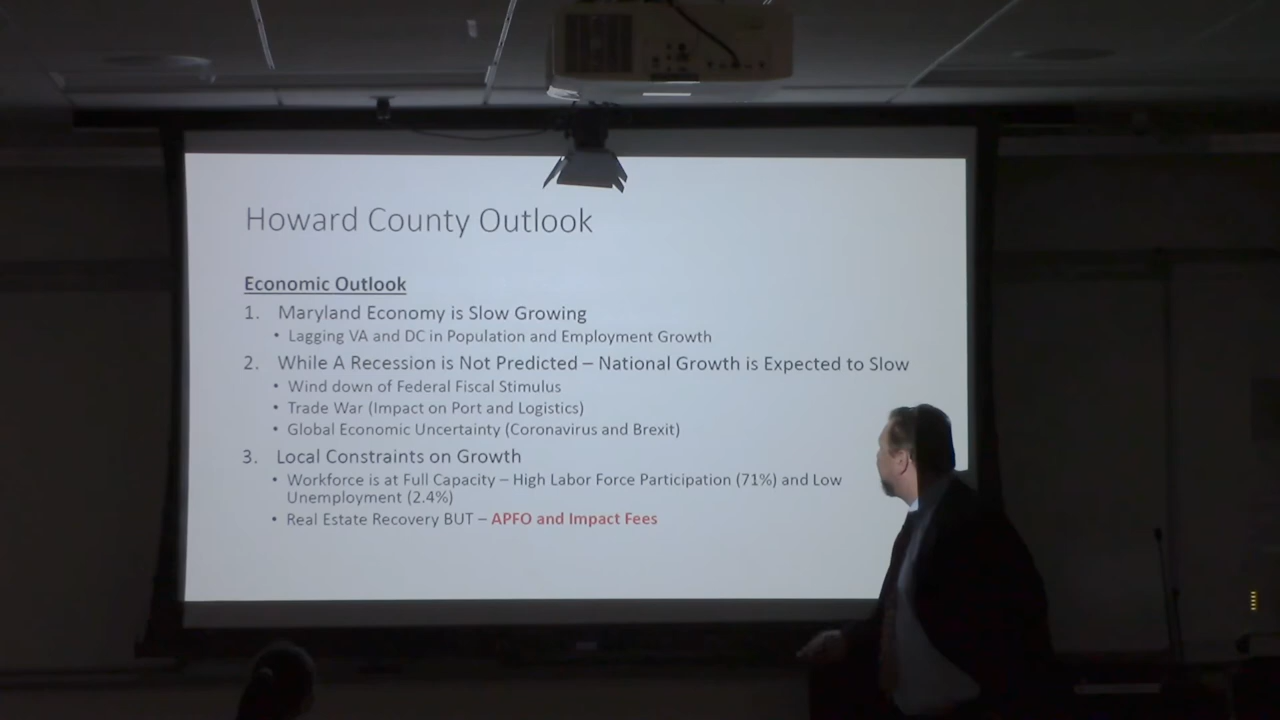 Howard County Outlook
Economic Outlook
1. Maryland Economy is Slow Growing
• Lagging VA and DC in Population and Employment Growth
2. While A Recession is Not Predicted – National Growth is Expected to Slow
• Wind down of Federal Fiscal Stimulus
• Trade War (Impact on Port and Logistics)
• Global Economic Uncertainty (Coronavirus and Brexit)
3. Local Constraints on Growth
• Workforce is at Full Capacity – High Labor Force Participation (71%) and Low
Unemployment (2.4%)
• Real Estate Recovery BUT – APFO and Impact Fees